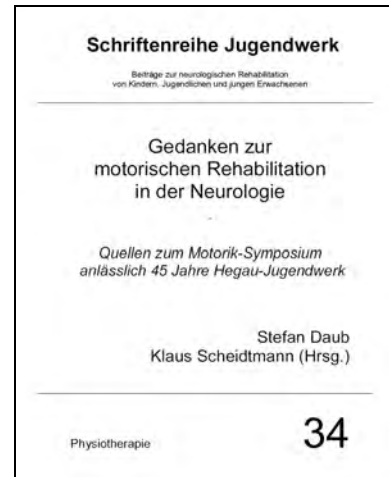 Schriftenreihe Jugendwerk
Beiträge zur neurologischen Rehabilitation
von Kindern, Jugendlichen und jungen Erwachsenen
Gedanken zur
motorischen Rehabilitation
in der Neurologie
-
Quellen zum Motorik-Symposium
anlässlich 45 Jahre Hegau-Jugendwerk
Stefan Daub
Klaus Scheidtmann (Hrsg.)
Physiotherapie 34